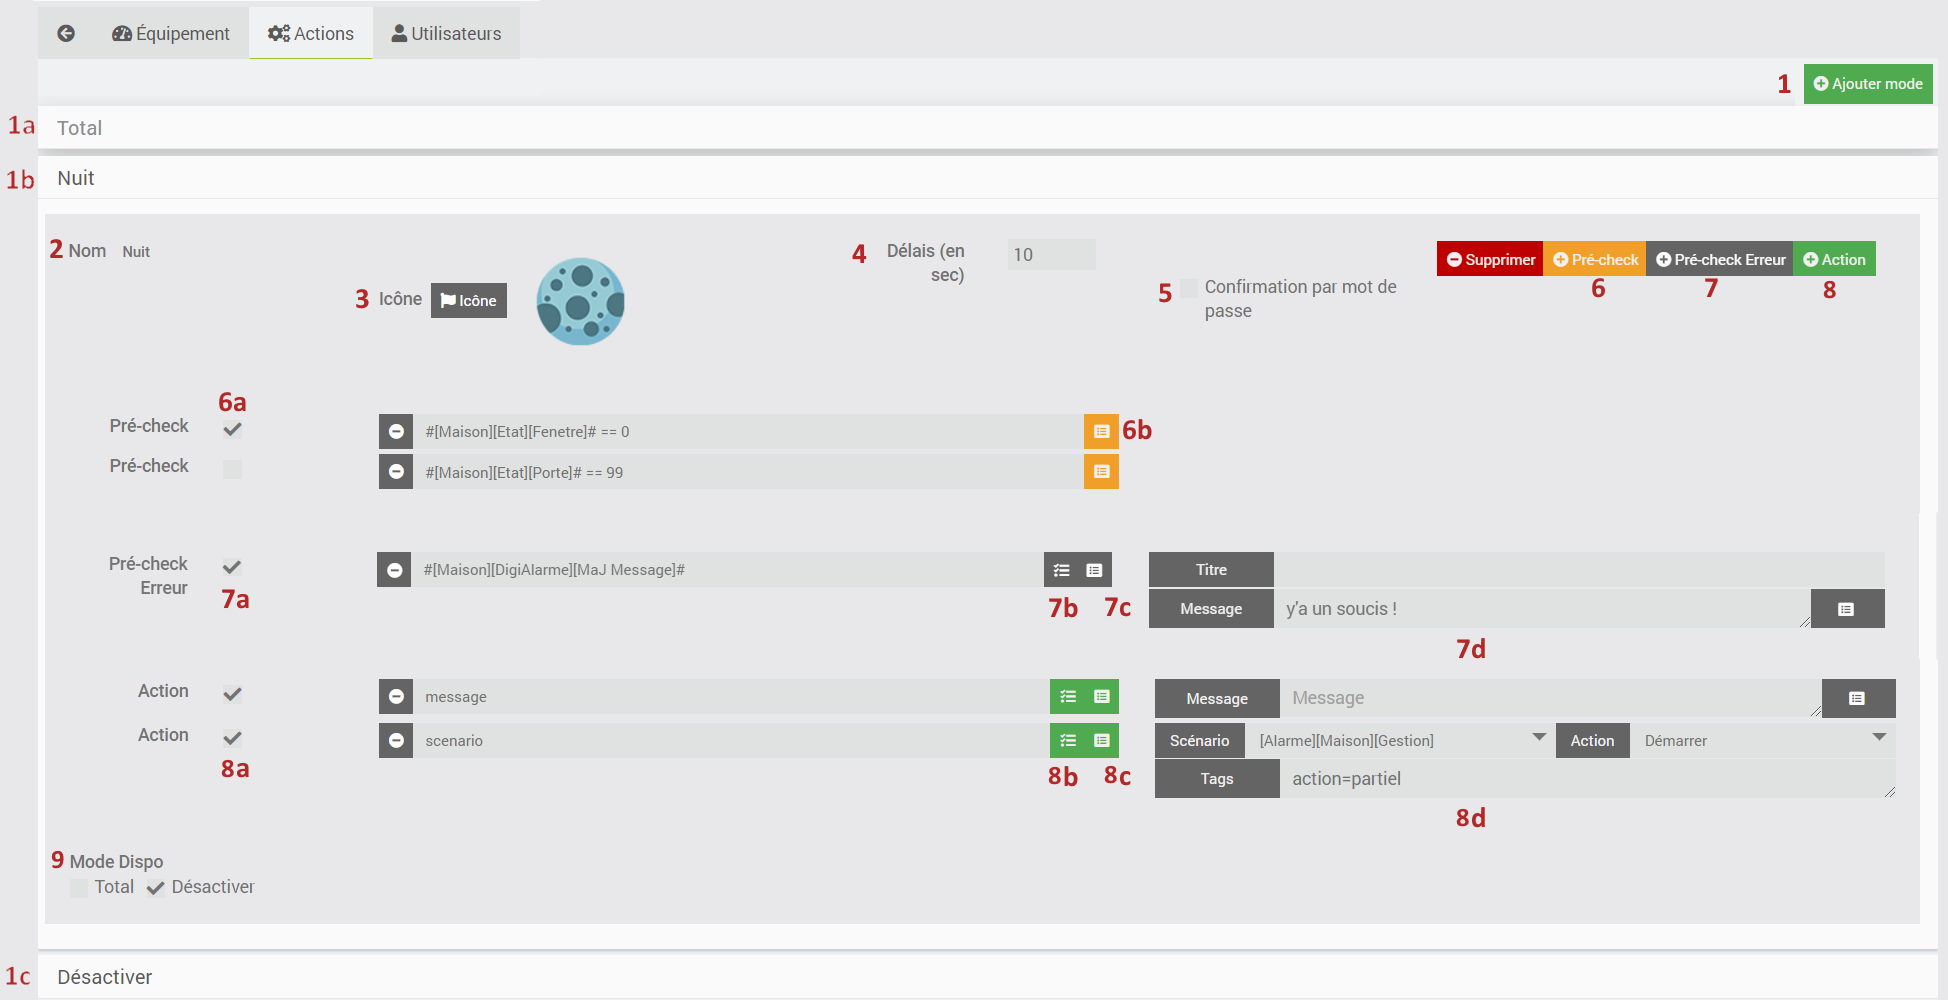 Équipement Actions Utilisateurs
1 Ajouter mode
1a Total
1b Nuit
2 Nom Nuit
4 Délais (en sec) 10
Supprimer Pré-check Pré-check Erreur Action
6 7 8
3 Icône Icône
5 Confirmation par mot de passe
6a
Pré-check #[Maison][Etat][Fenetre]# == 0 6b
Pré-check #[Maison][Etat][Porte]# == 99
Pré-check Erreur #[Maison][DigiAlarme][MaJ Message]# Titre
7a 7b 7c Message y'a un soucis !
7d
Action message Message Message
Action scenario Scénario [Alarme][Maison][Gestion] Action Démarrer
8a 8b 8c Tags action=partiel
8d
9 Mode Dispo
Total Désactiver
1c Désactiver